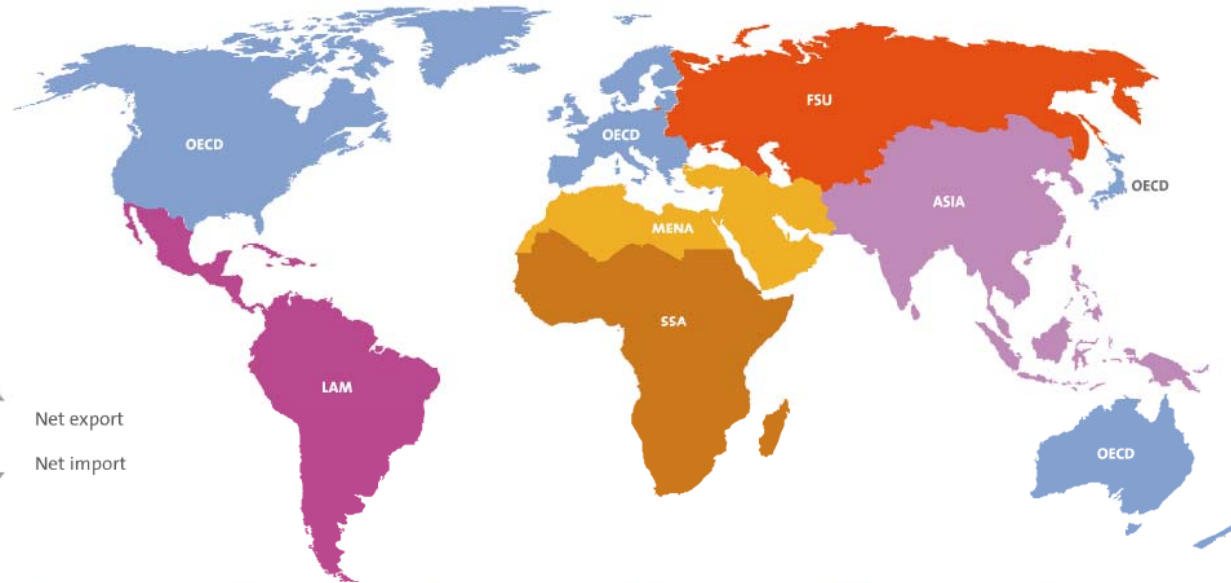 FSU
OECD
OECD
OECD
ASIA
MENA
SSA
LAM
Net export
Net import
OECD